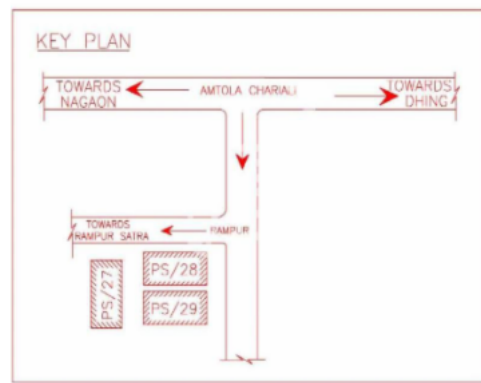 KEY PLAN
TOWARDS
NAGAON
AMTOLA CHARIALI
TOWARDS
DHING
TOWARDS
RAMPUR SATRA
RAMPUR
PS/27
PS/28
PS/29